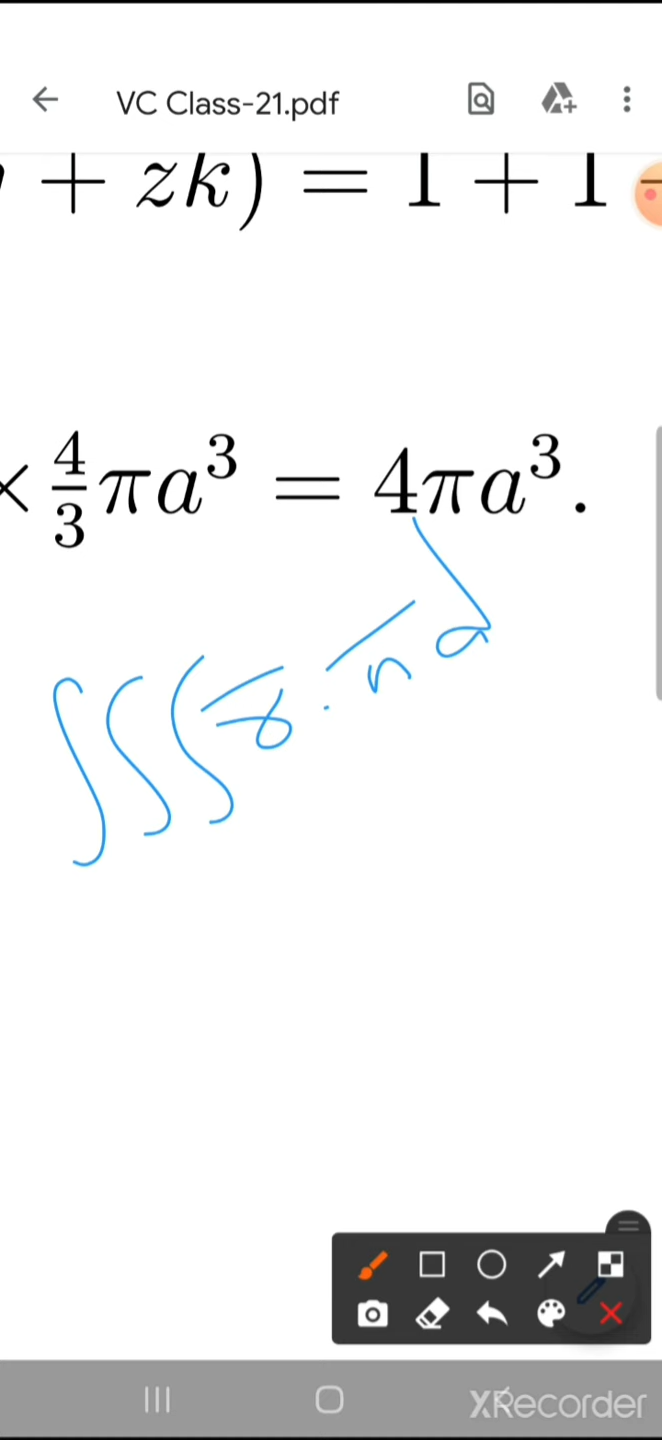 VC Class-21.pdf
+ zk) = 1 + 1
× 4/3 πa³ = 4πa³.
∫∫∫ . n d
XRecorder